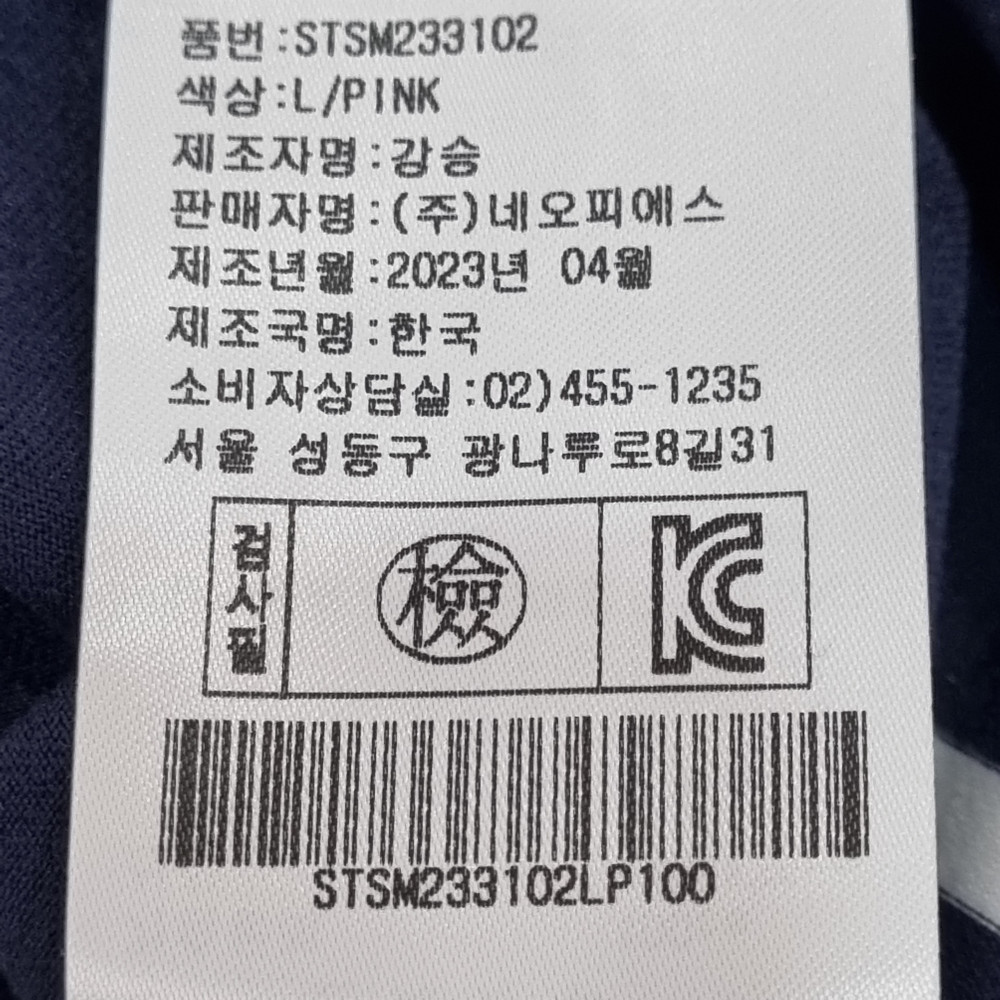 품번:STSM233102
색상:L/PINK
제조자명:강승
판매자명:(주)네오피에스
제조년월:2023년 04월
제조국명:한국
소비자상담실:02)455-1235
서울 성동구 광나루로8길31
검사필
檢
KC
STSM233102LP100